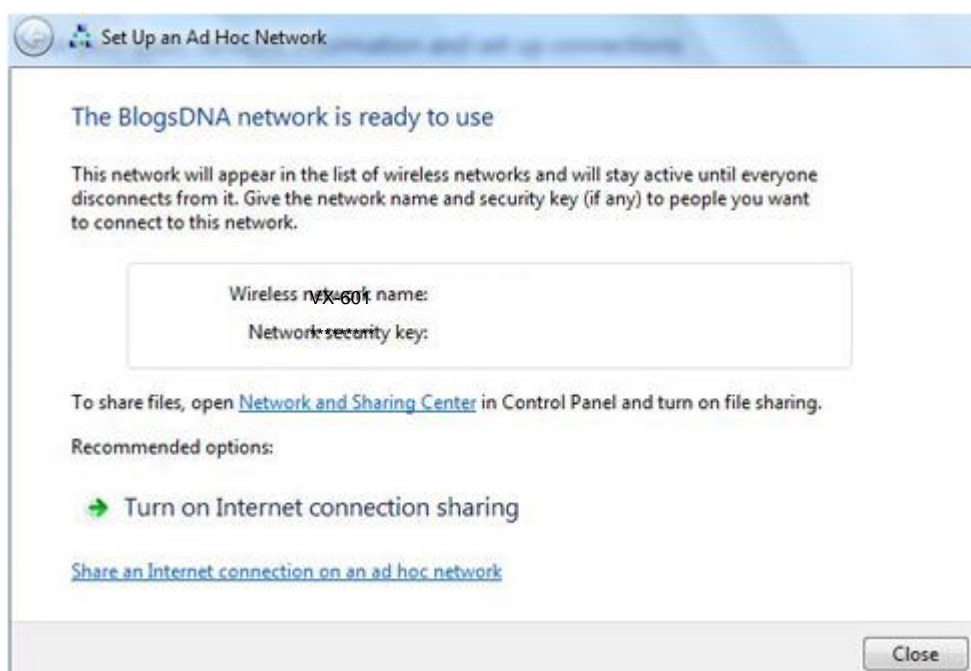 Set Up an Ad Hoc Network
The BlogsDNA network is ready to use
This network will appear in the list of wireless networks and will stay active until everyone
disconnects from it. Give the network name and security key (if any) to people you want
to connect to this network.
Wireless network name:
VX-601
Network security key:
********
To share files, open Network and Sharing Center in Control Panel and turn on file sharing.
Recommended options:
Turn on Internet connection sharing
Share an Internet connection on an ad hoc network
Close